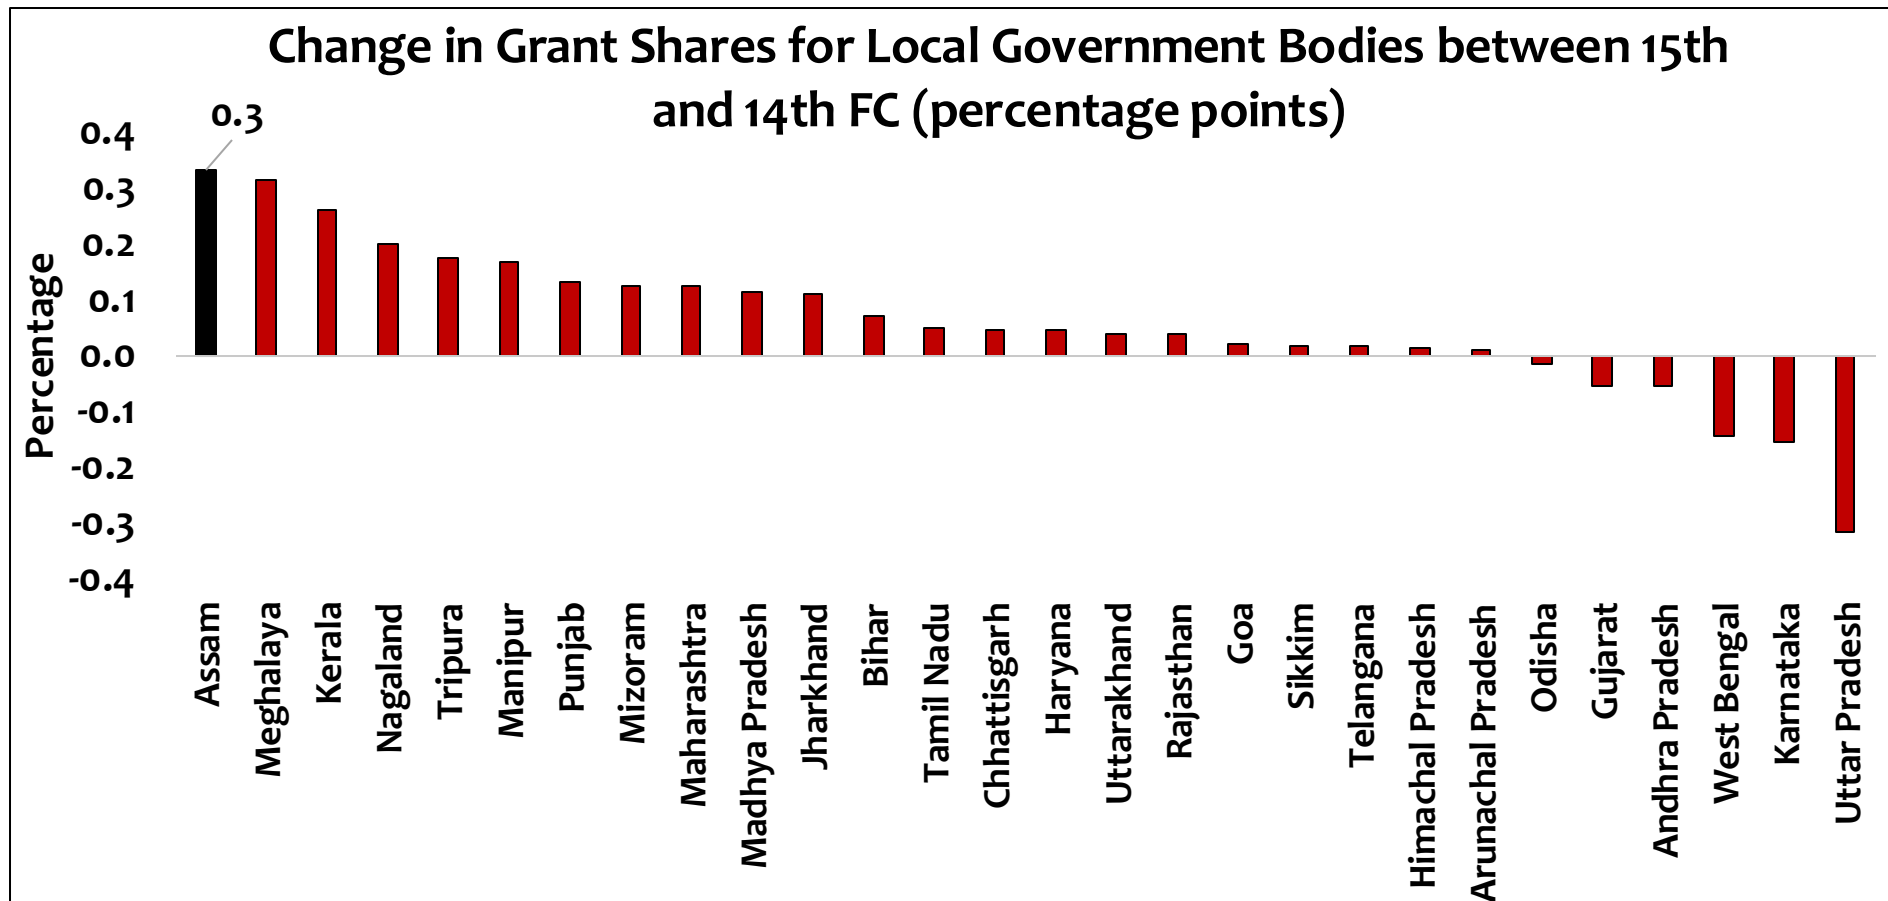 Change in Grant Shares for Local Government Bodies between 15th
and 14th FC (percentage points)
0.3
0.4
0.3
0.2
0.1
0.0
-0.1
-0.2
-0.3
-0.4
Percentage
Assam
Meghalaya
Kerala
Nagaland
Tripura
Manipur
Punjab
Mizoram
Maharashtra
Madhya Pradesh
Jharkhand
Bihar
Tamil Nadu
Chhattisgarh
Haryana
Uttarakhand
Rajasthan
Goa
Sikkim
Telangana
Himachal Pradesh
Arunachal Pradesh
Odisha
Gujarat
Andhra Pradesh
West Bengal
Karnataka
Uttar Pradesh